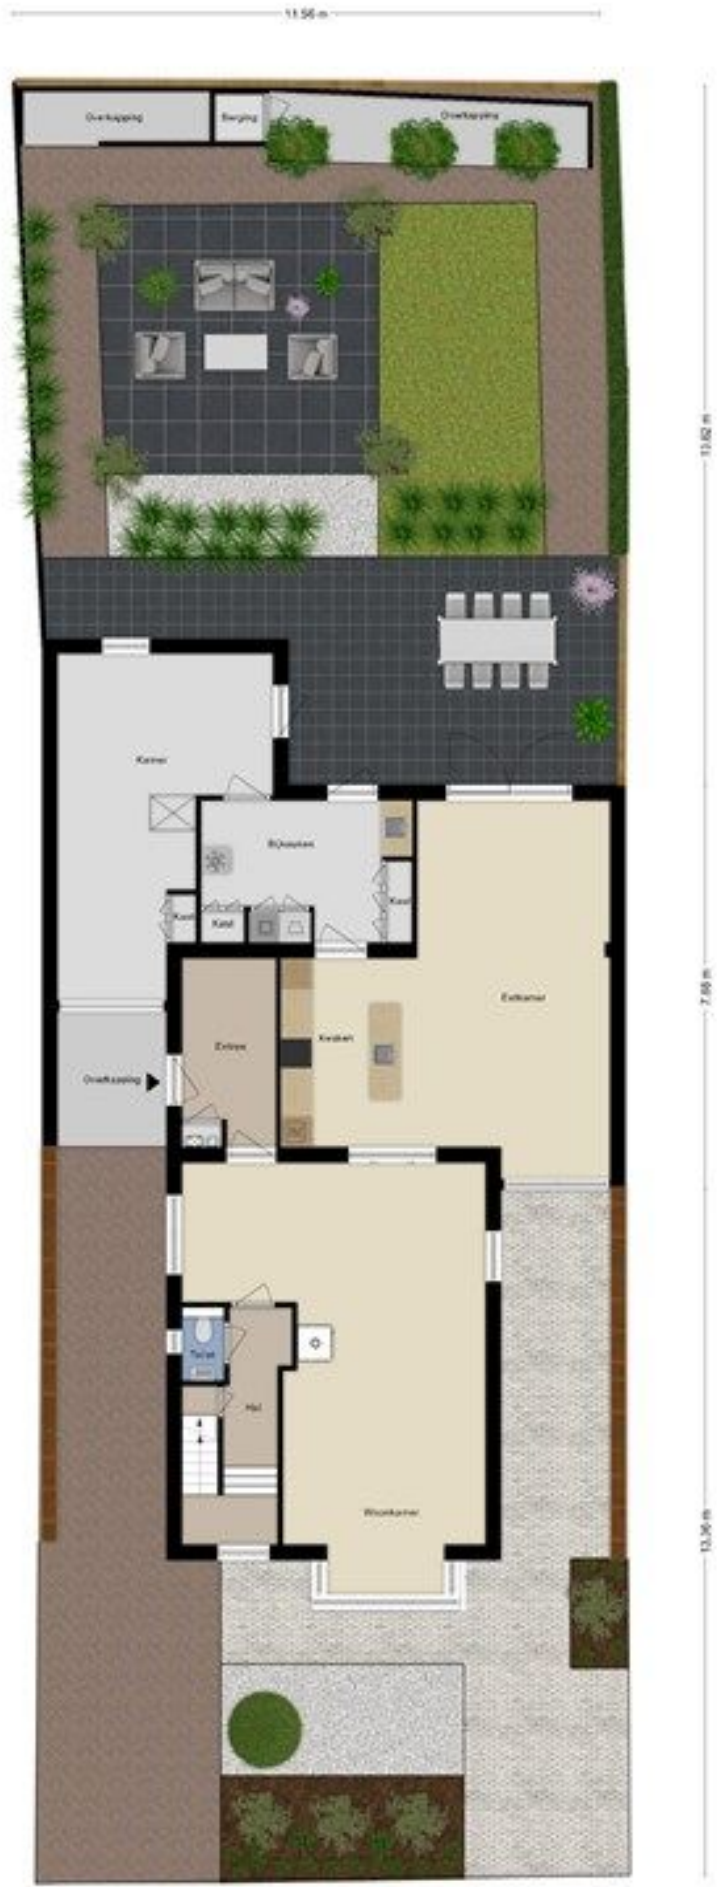 11.56 m
Overkapping
Berging
Overkapping
13.62 m
Kamer
Bijkeuken
Kast
Kast
Kast
Eetkamer
7.88 m
Keuken
Entree
Overkapping
Toilet
Hal
Woonkamer
13.36 m